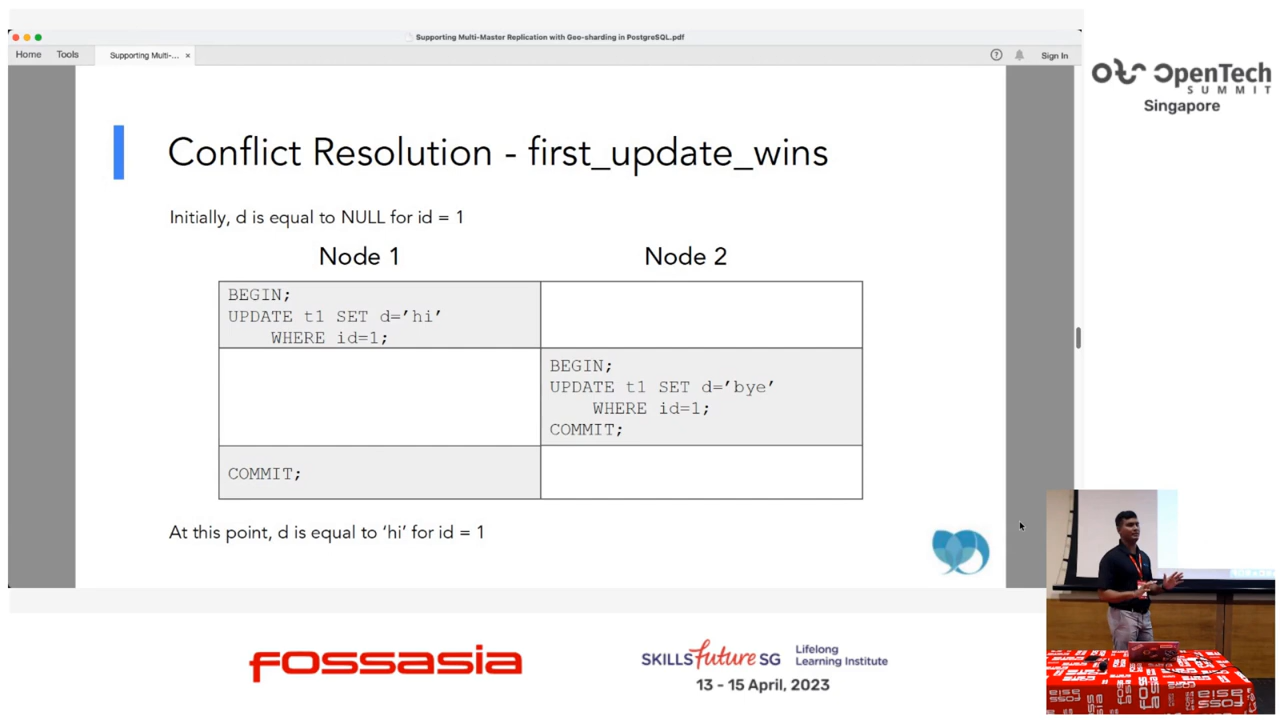 Supporting Multi-Master Replication with Geo-sharding in PostgreSQL.pdf
Home Tools Supporting Multi-... × Sign In
OpenTech
SUMMIT
Singapore
Conflict Resolution - first_update_wins
Initially, d is equal to NULL for id = 1
Node 1 Node 2
BEGIN;
UPDATE t1 SET d=’hi’
WHERE id=1;
BEGIN;
UPDATE t1 SET d=’bye’
WHERE id=1;
COMMIT;
COMMIT;
At this point, d is equal to ‘hi’ for id = 1
fossasia
SKILLSfuture SG
Lifelong
Learning Institute
13 - 15 April, 2023